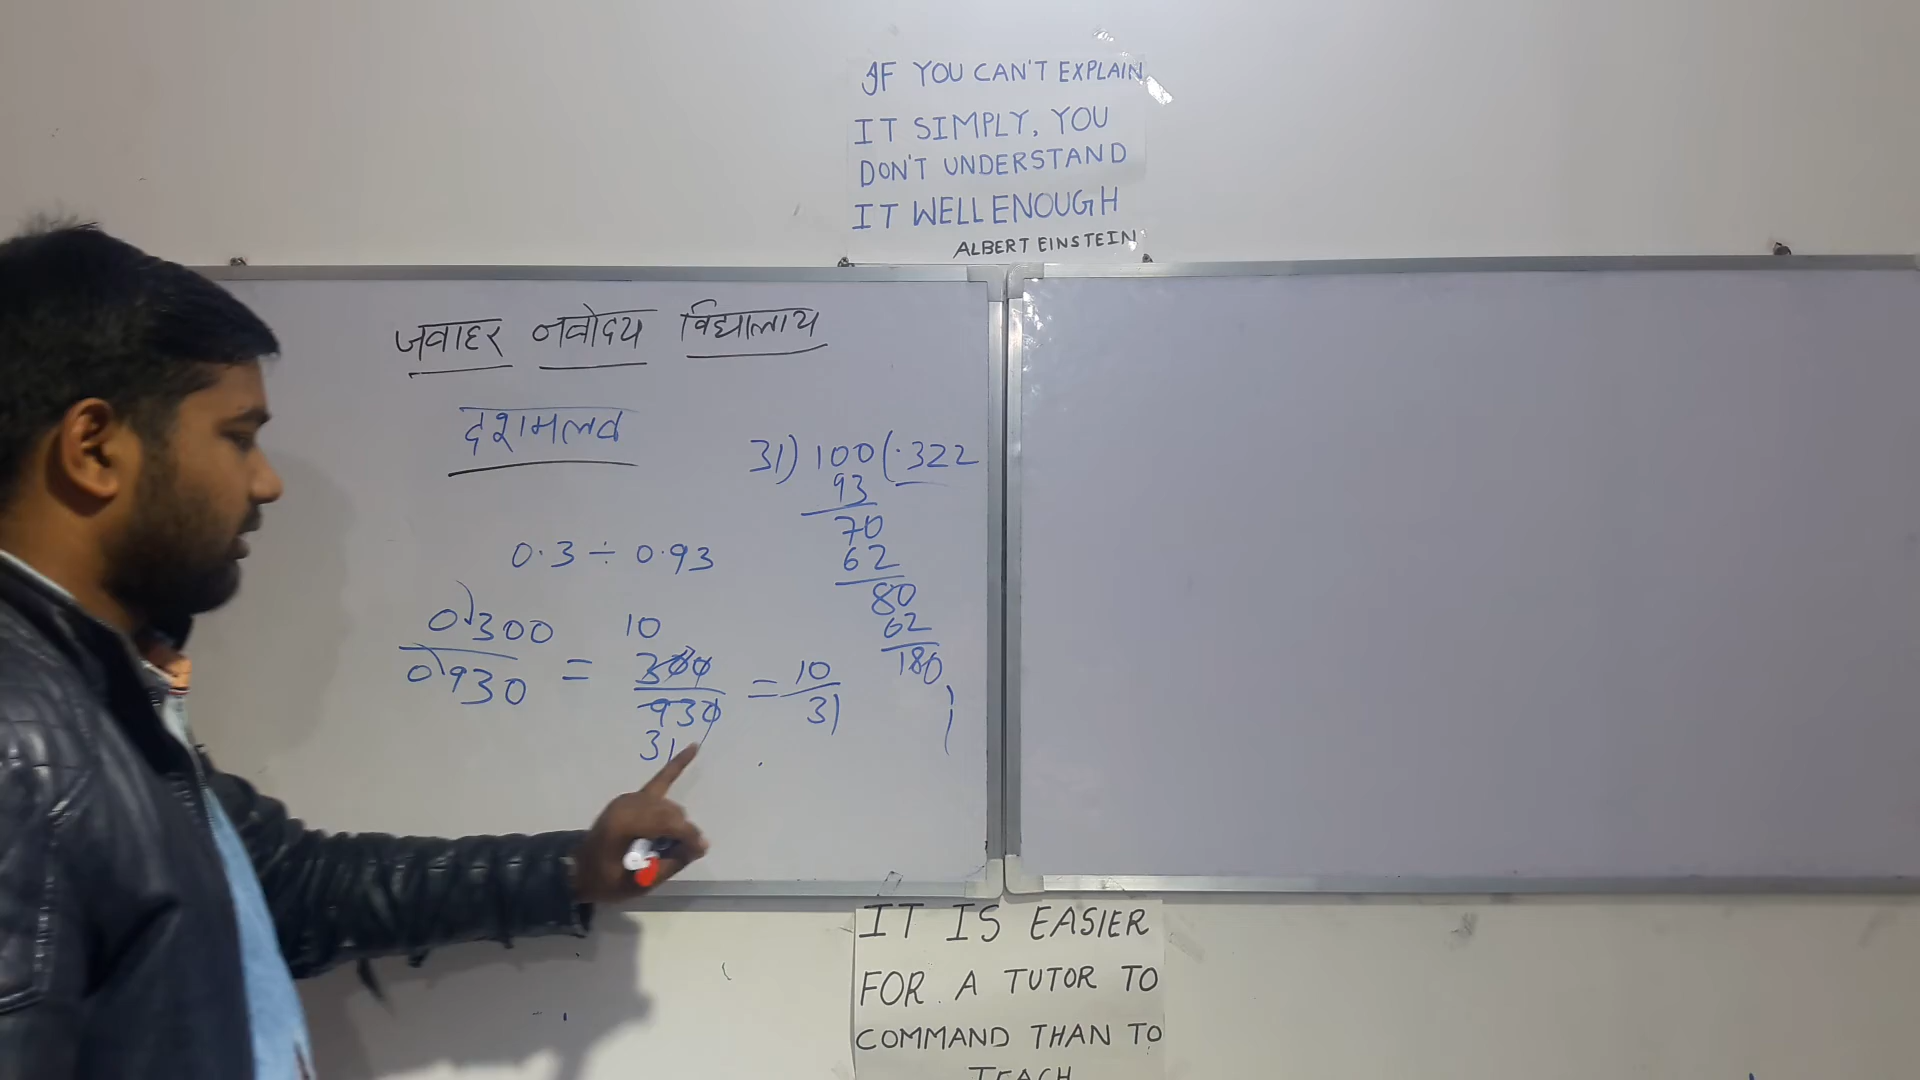 IF YOU CAN'T EXPLAIN
IT SIMPLY, YOU
DON'T UNDERSTAND
IT WELL ENOUGH
ALBERT EINSTEIN
जवाहर नवोदय विद्यालाय
दशमलव
0.3 ÷ 0.93
0.300 / 0.930 = 300 / 930 = 10 / 31
10
31
31) 100 (.322
93
70
62
80
62
180
IT IS EASIER
FOR A TUTOR TO
COMMAND THAN TO
TEACH